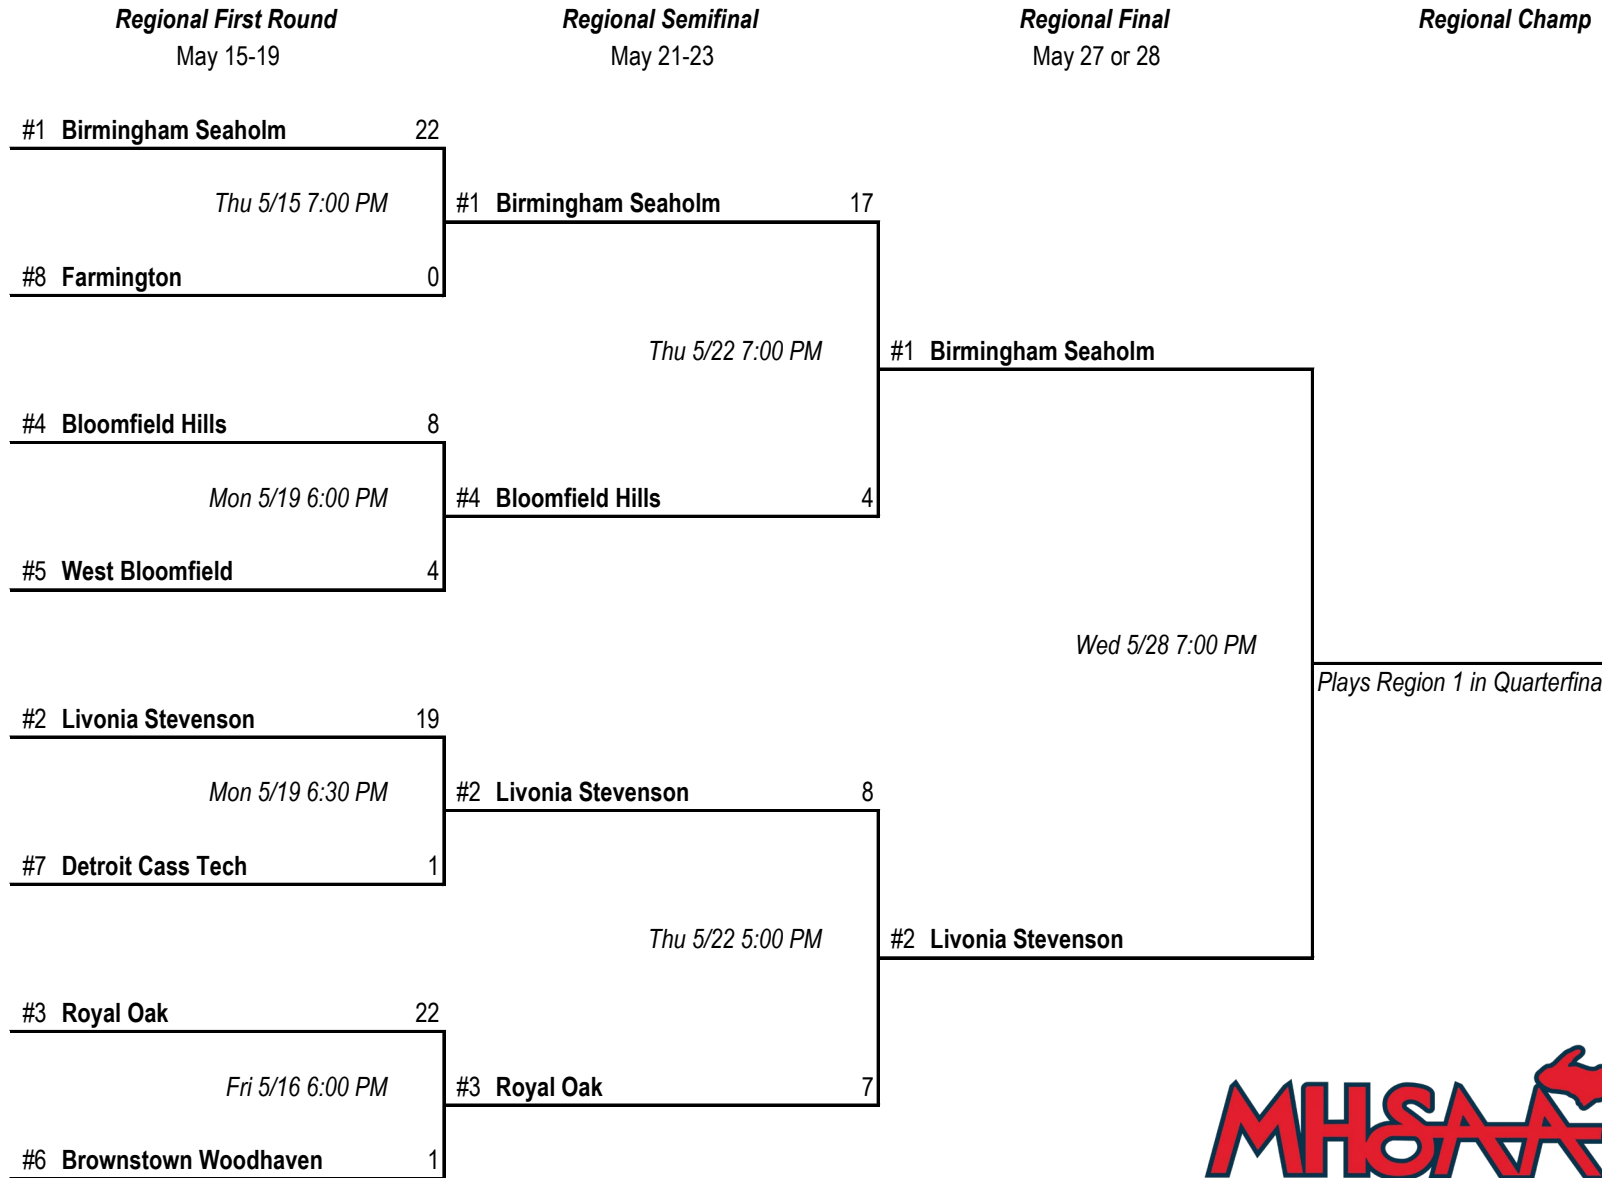 Regional First Round
Regional Semifinal
Regional Final
Regional Champ
May 15-19
May 21-23
May 27 or 28
#1 Birmingham Seaholm 22
Thu 5/15 7:00 PM
#1 Birmingham Seaholm 17
#8 Farmington 0
Thu 5/22 7:00 PM
#1 Birmingham Seaholm
#4 Bloomfield Hills 8
Mon 5/19 6:00 PM
#4 Bloomfield Hills 4
#5 West Bloomfield 4
Wed 5/28 7:00 PM
Plays Region 1 in Quarterfina
#2 Livonia Stevenson 19
Mon 5/19 6:30 PM
#2 Livonia Stevenson 8
#7 Detroit Cass Tech 1
Thu 5/22 5:00 PM
#2 Livonia Stevenson
#3 Royal Oak 22
Fri 5/16 6:00 PM
#3 Royal Oak 7
#6 Brownstown Woodhaven 1
MHSAA